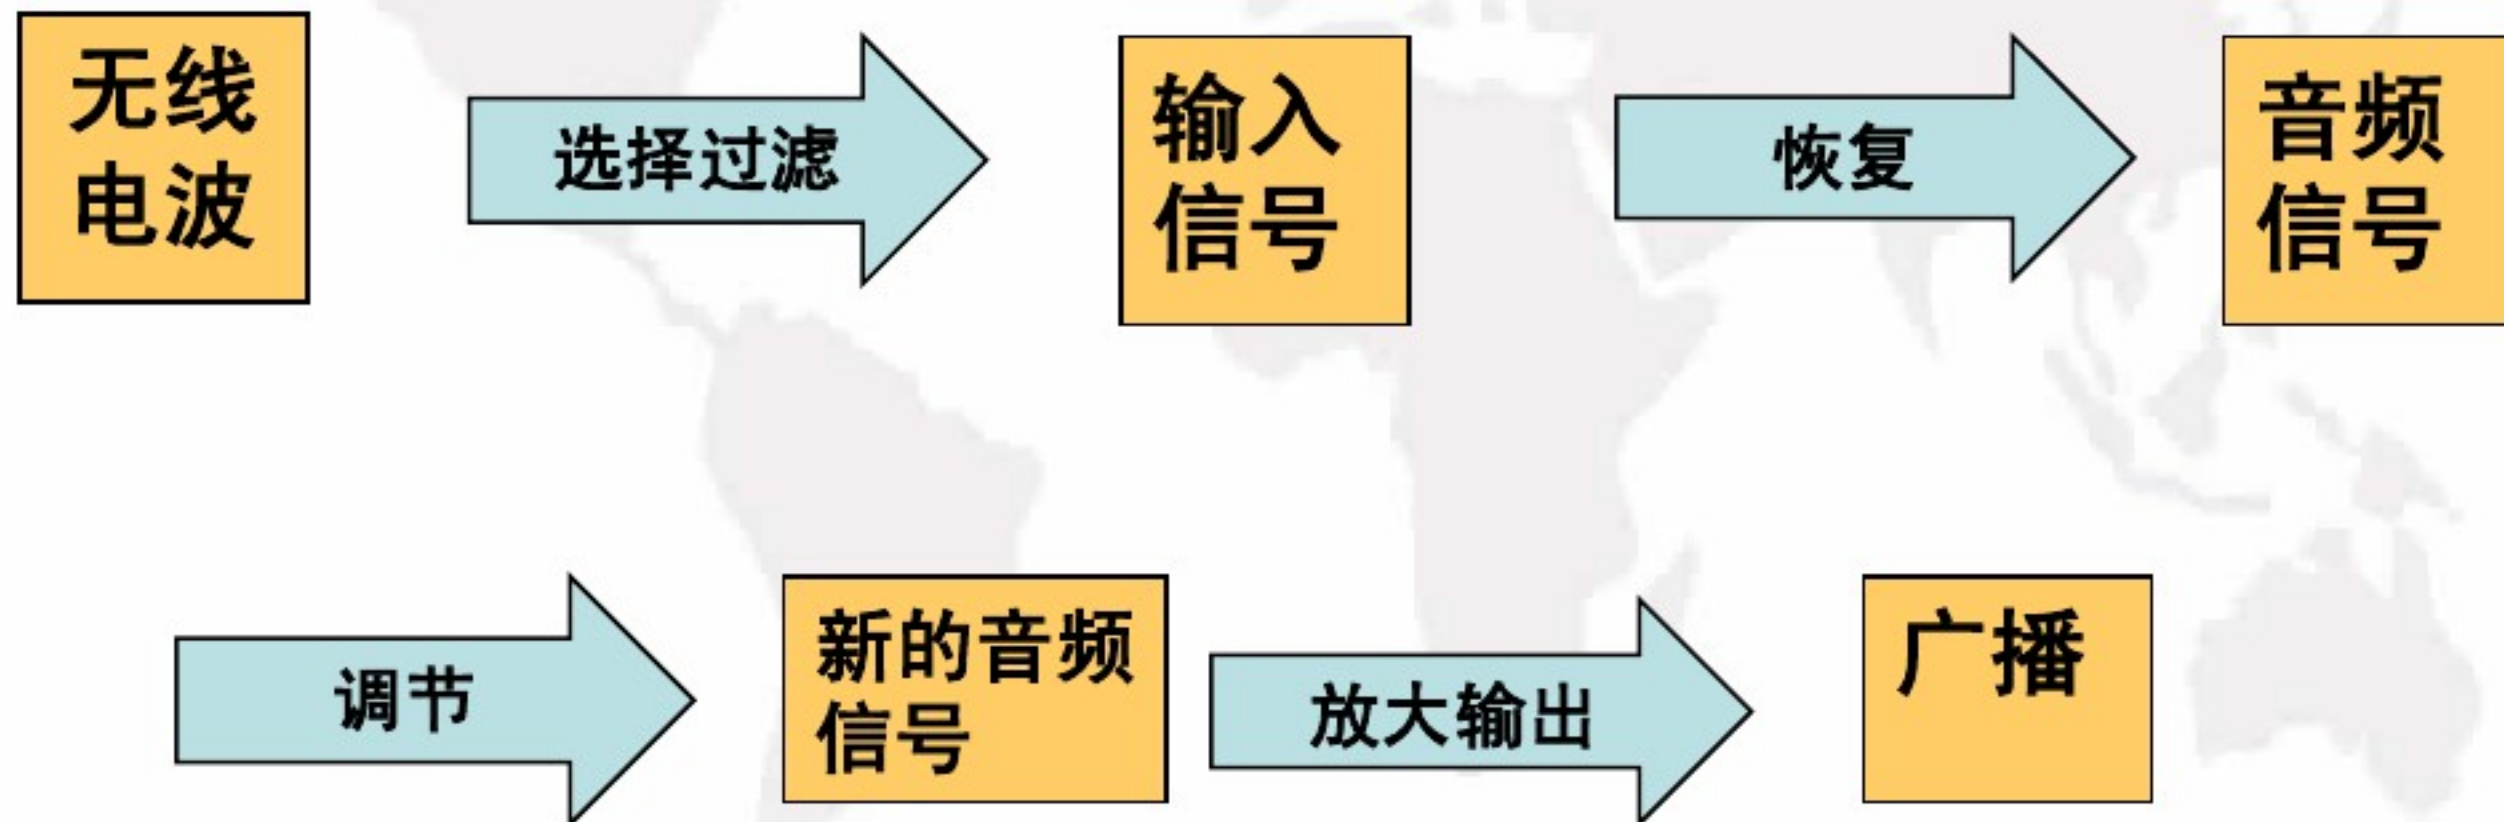 无线
电波
选择过滤
输入
信号
恢复
音频
信号
调节
新的音频
信号
放大输出
广播